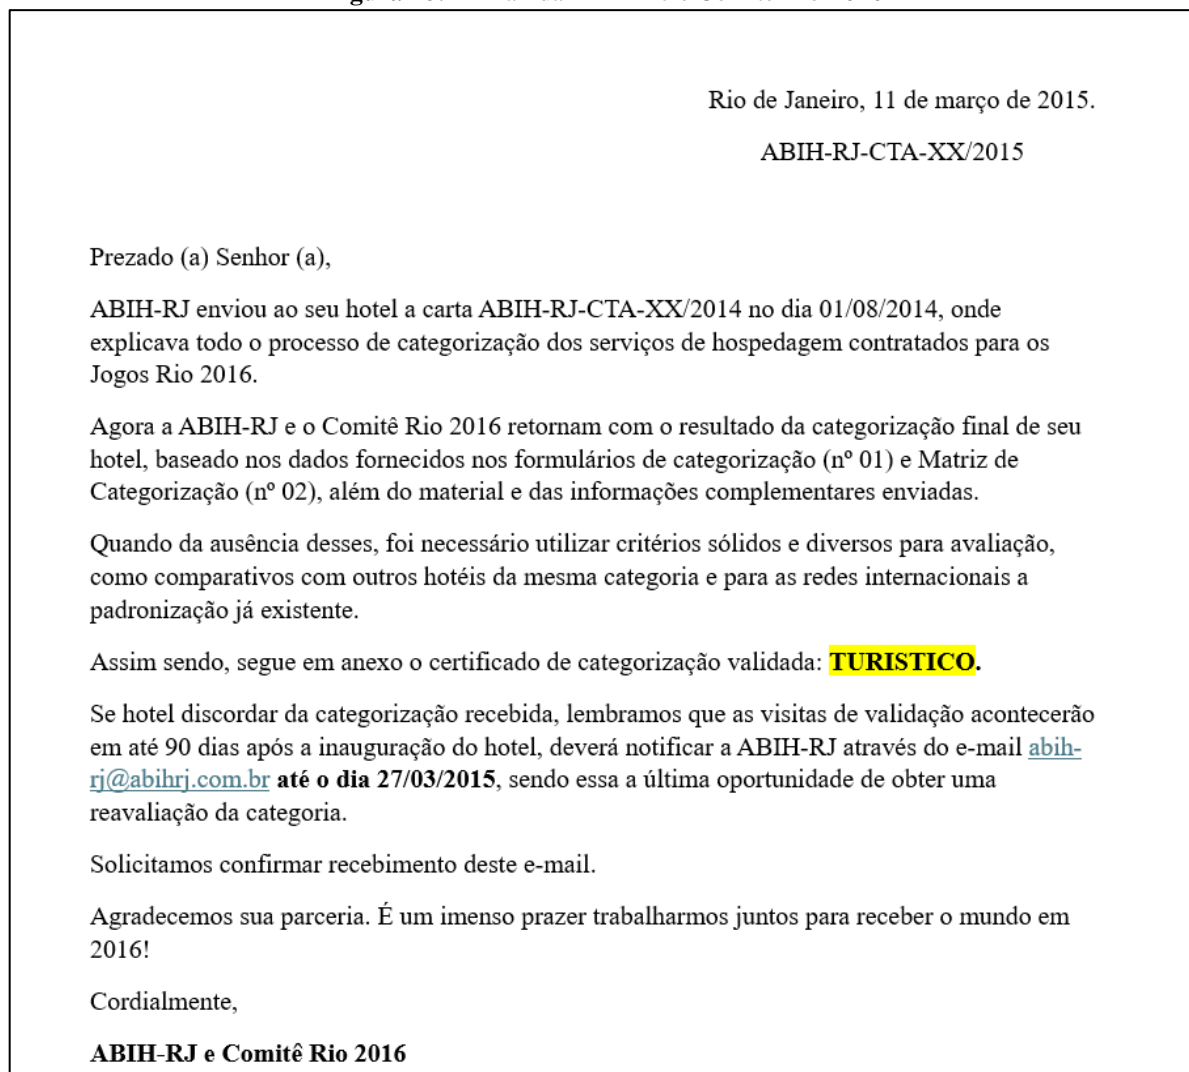 Rio de Janeiro, 11 de março de 2015.
ABIH-RJ-CTA-XX/2015
Prezado (a) Senhor (a),
ABIH-RJ enviou ao seu hotel a carta ABIH-RJ-CTA-XX/2014 no dia 01/08/2014, onde
explicava todo o processo de categorização dos serviços de hospedagem contratados para os
Jogos Rio 2016.
Agora a ABIH-RJ e o Comitê Rio 2016 retornam com o resultado da categorização final de seu
hotel, baseado nos dados fornecidos nos formulários de categorização (nº 01) e Matriz de
Categorização (nº 02), além do material e das informações complementares enviadas.
Quando da ausência desses, foi necessário utilizar critérios sólidos e diversos para avaliação,
como comparativos com outros hotéis da mesma categoria e para as redes internacionais a
padronização já existente.
Assim sendo, segue em anexo o certificado de categorização validada: TURISTICO.
Se hotel discordar da categorização recebida, lembramos que as visitas de validação acontecerão
em até 90 dias após a inauguração do hotel, deverá notificar a ABIH-RJ através do e-mail abih-
rj@abihrj.com.br até o dia 27/03/2015, sendo essa a última oportunidade de obter uma
reavaliação da categoria.
Solicitamos confirmar recebimento deste e-mail.
Agradecemos sua parceria. É um imenso prazer trabalharmos juntos para receber o mundo em
2016!
Cordialmente,
ABIH-RJ e Comitê Rio 2016